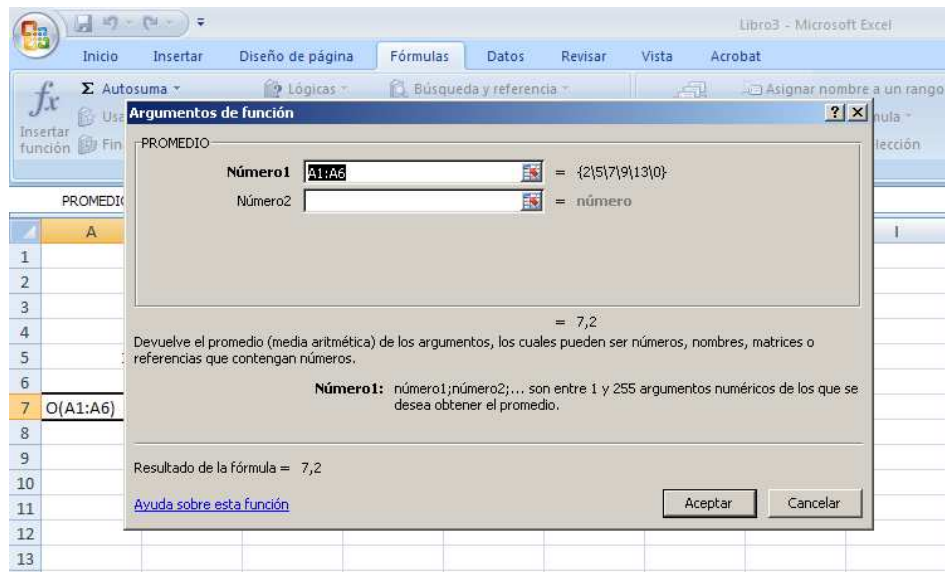 Libro3 - Microsoft Excel
Inicio Insertar Diseño de página Fórmulas Datos Revisar Vista Acrobat
fx Σ Autosuma Lógicas Búsqueda y referencia Asignar nombre a un rango
Insertar función
Argumentos de función ? X
PROMEDIO
Número1 A1:A6 = {2\5\7\9\13\0}
Número2 = número
= 7,2
Devuelve el promedio (media aritmética) de los argumentos, los cuales pueden ser números, nombres, matrices o
referencias que contengan números.
Número1: número1;número2;... son entre 1 y 255 argumentos numéricos de los que se
desea obtener el promedio.
Resultado de la fórmula = 7,2
Ayuda sobre esta función Aceptar Cancelar
A I
1
2
3
4
5
6
7 O(A1:A6)
8
9
10
11
12
13